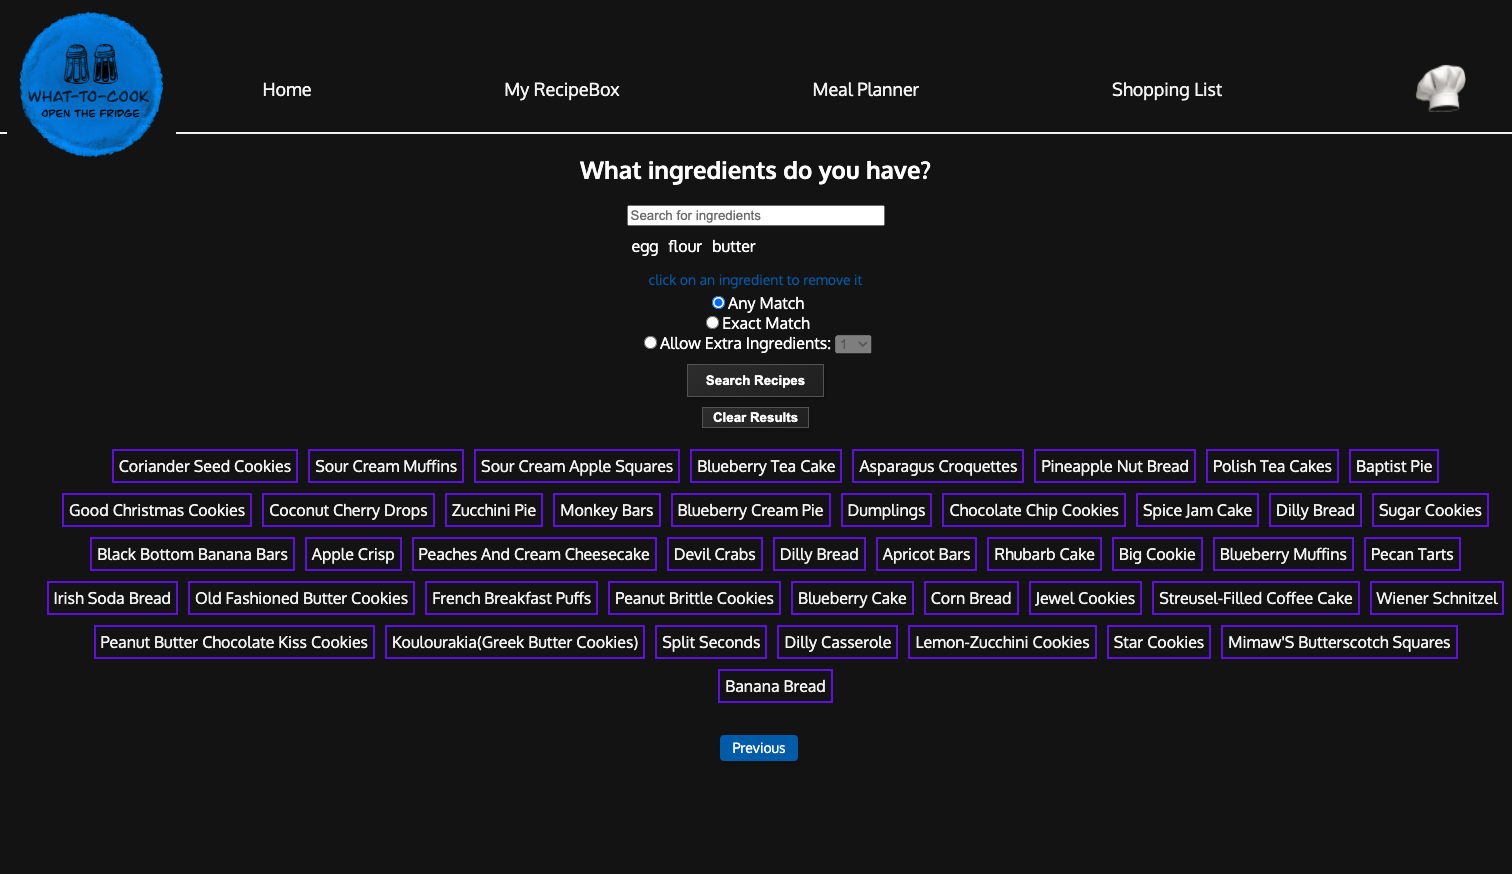 WHAT-TO-COOK
OPEN THE FRIDGE
Home My RecipeBox Meal Planner Shopping List
What ingredients do you have?
Search for ingredients
egg flour butter
click on an ingredient to remove it
Any Match
Exact Match
Allow Extra Ingredients: 1
Search Recipes
Clear Results
Coriander Seed Cookies Sour Cream Muffins Sour Cream Apple Squares Blueberry Tea Cake Asparagus Croquettes Pineapple Nut Bread Polish Tea Cakes Baptist Pie
Good Christmas Cookies Coconut Cherry Drops Zucchini Pie Monkey Bars Blueberry Cream Pie Dumplings Chocolate Chip Cookies Spice Jam Cake Dilly Bread Sugar Cookies
Black Bottom Banana Bars Apple Crisp Peaches And Cream Cheesecake Devil Crabs Dilly Bread Apricot Bars Rhubarb Cake Big Cookie Blueberry Muffins Pecan Tarts
Irish Soda Bread Old Fashioned Butter Cookies French Breakfast Puffs Peanut Brittle Cookies Blueberry Cake Corn Bread Jewel Cookies Streusel-Filled Coffee Cake Wiener Schnitzel
Peanut Butter Chocolate Kiss Cookies Koulourakia(Greek Butter Cookies) Split Seconds Dilly Casserole Lemon-Zucchini Cookies Star Cookies Mimaw'S Butterscotch Squares
Banana Bread
Previous